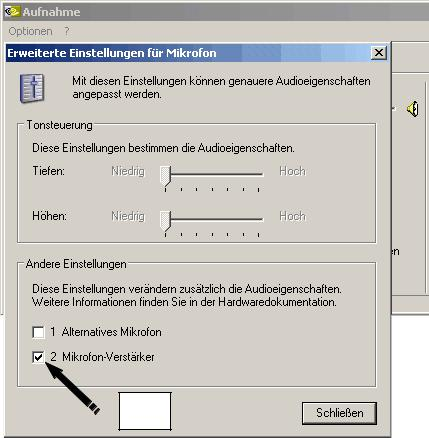 Aufnahme
Optionen ?
Erweiterte Einstellungen für Mikrofon
Mit diesen Einstellungen können genauere Audioeigenschaften
angepasst werden.
Tonsteuerung
Diese Einstellungen bestimmen die Audioeigenschaften.
Tiefen: Niedrig Hoch
Höhen: Niedrig Hoch
Andere Einstellungen
Diese Einstellungen verändern zusätzlich die Audioeigenschaften.
Weitere Informationen finden Sie in der Hardwaredokumentation.
1 Alternatives Mikrofon
2 Mikrofon-Verstärker
Schließen